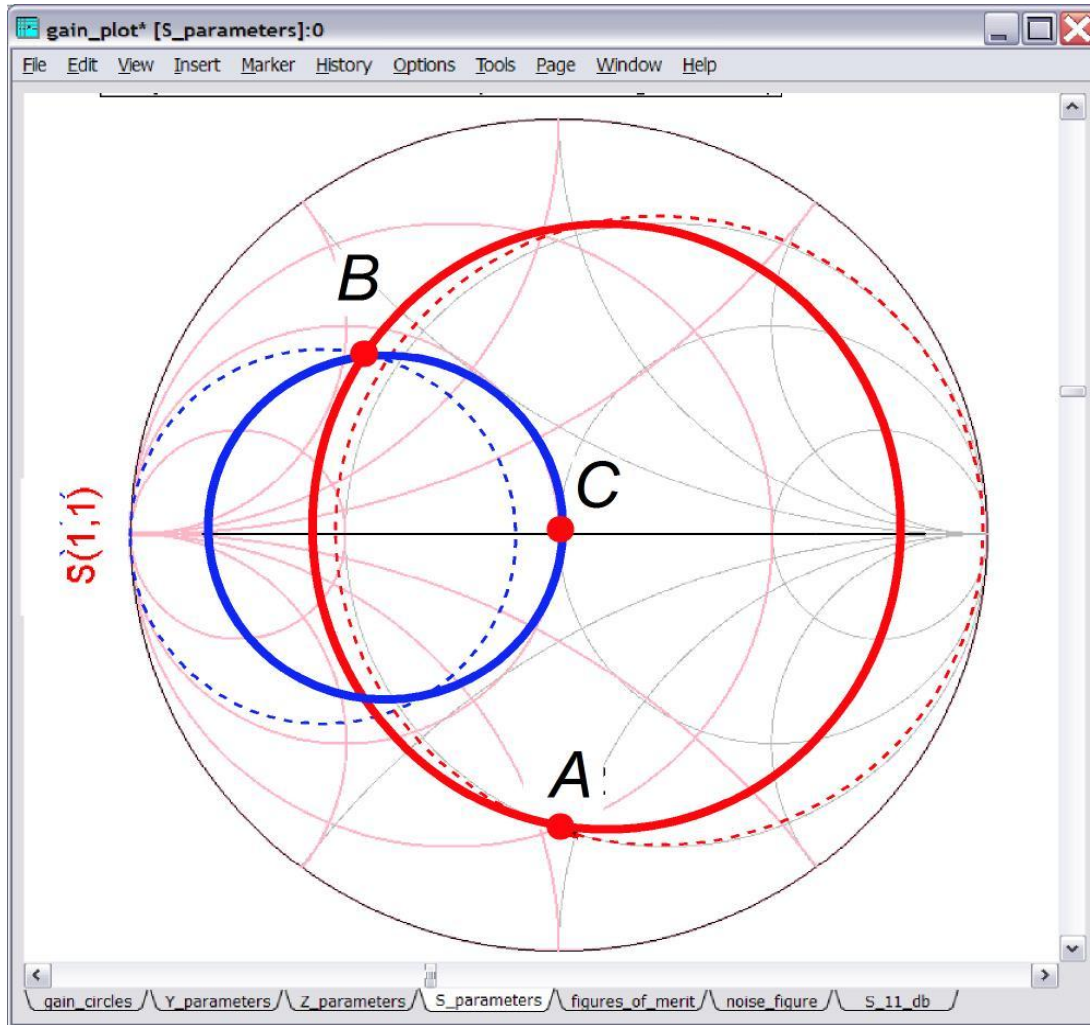 gain_plot* [S_parameters]:0
File Edit View Insert Marker History Options Tools Page Window Help
B
C
S(1,1)
A
gain_circles Y_parameters Z_parameters S_parameters figures_of_merit noise_figure S_11_db